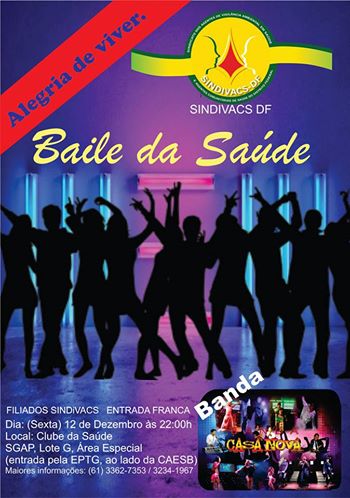 Alegria de viver.
SINDIVACS-DF
SINDIVACS DF
Baile da Saúde
FILIADOS SINDiVACS ENTRADA FRANCA
Dia: (Sexta) 12 de Dezembro às 22:00h
Local: Clube da Saúde
SGAP, Lote G, Área Especial
(entrada pela EPTG, ao lado da CAESB)
Maiores informações: (61) 3362-7353 / 3234-1967
Banda
CASA NOVA